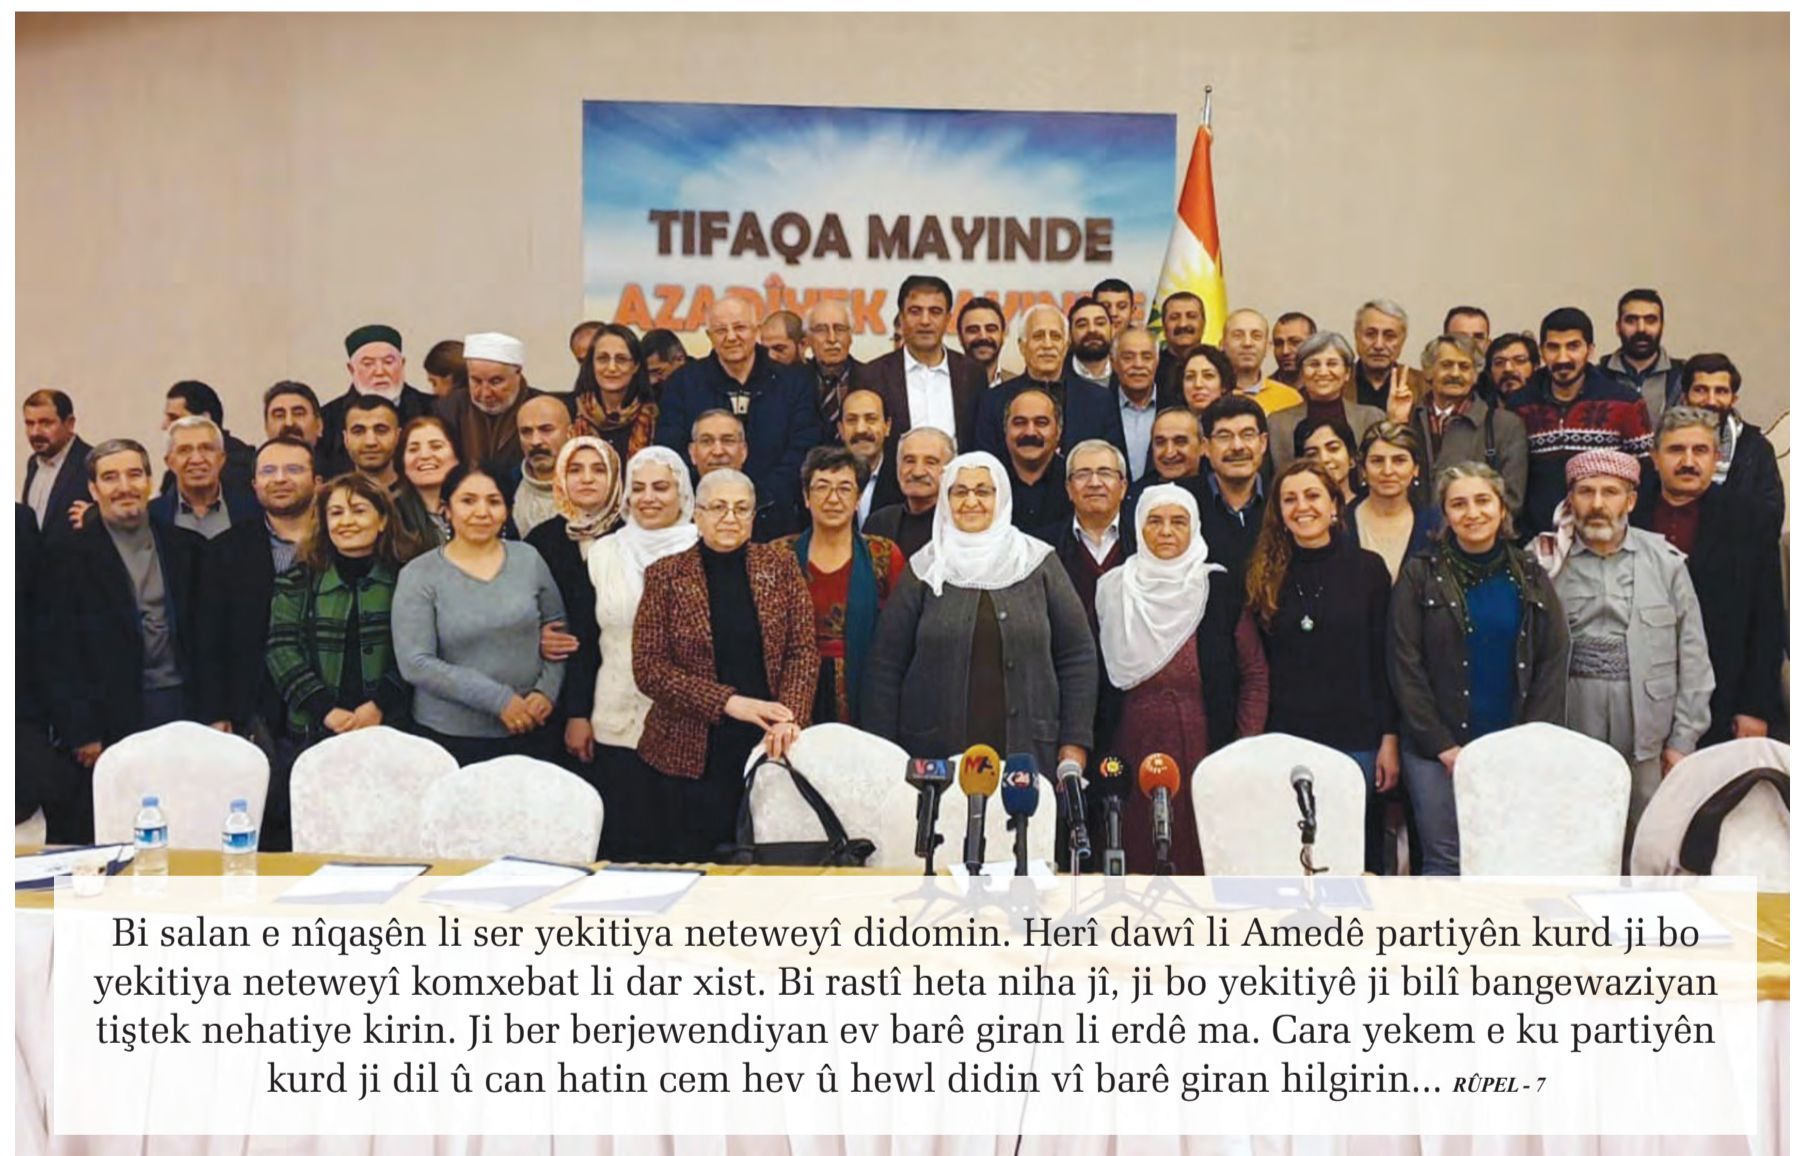 TIFAQA MAYINDE
VOA
MA
K24
Bi salan e nîqaşên li ser yekitiya neteweyî didomin. Herî dawî li Amedê partiyên kurd ji bo
yekitiya neteweyî komxebat li dar xist. Bi rastî heta niha jî, ji bo yekitiyê ji bilî bangewaziyan
tiştek nehatiye kirin. Ji ber berjewendiyan ev barê giran li erdê ma. Cara yekem e ku partiyên
kurd ji dil û can hatin cem hev û hewl didin vî barê giran hilgirin... RÛPEL - 7